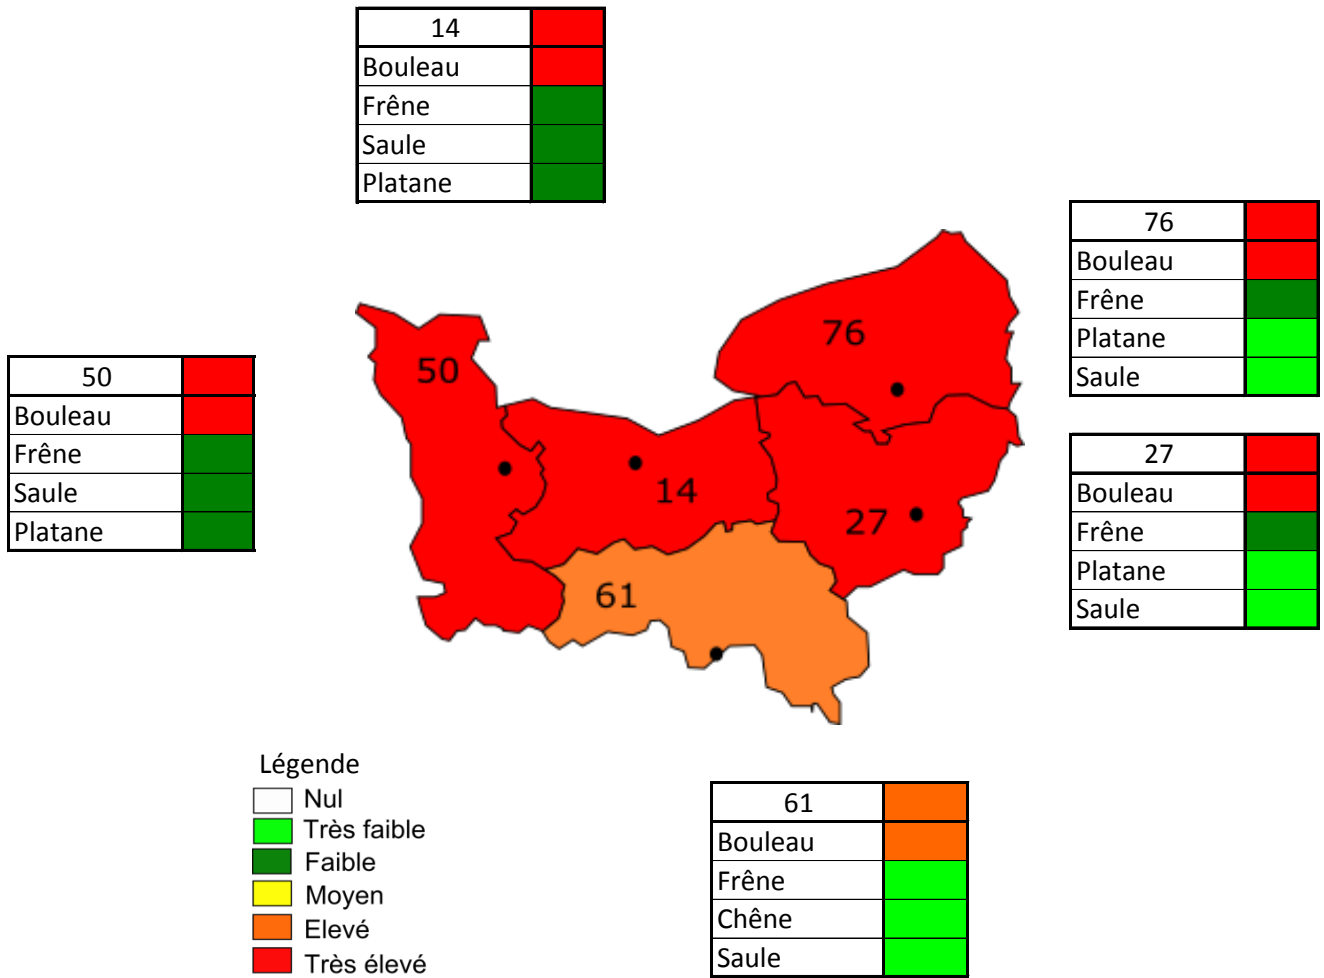 14
Bouleau
Frêne
Saule
Platane
76
Bouleau
Frêne
Platane
Saule
50
Bouleau
Frêne
Saule
Platane
76
50
14
27
61
27
Bouleau
Frêne
Platane
Saule
Légende
Nul
Très faible
Faible
Moyen
Elevé
Très élevé
61
Bouleau
Frêne
Chêne
Saule